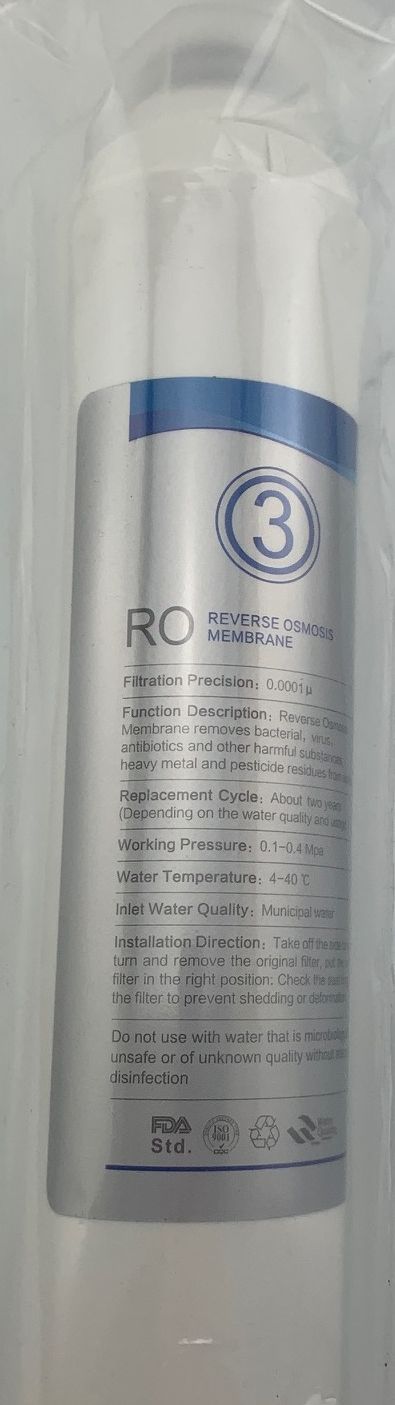 3
RO REVERSE OSMOSIS
MEMBRANE
Filtration Precision: 0.0001µ
Function Description: Reverse Osmosis
Membrane removes bacterial, virus,
antibiotics and other harmful substances,
heavy metal and pesticide residues from
Replacement Cycle: About two years
(Depending on the water quality and usage)
Working Pressure: 0.1-0.4 Mpa
Water Temperature: 4-40 ℃
Inlet Water Quality: Municipal water
Installation Direction: Take off the
turn and remove the original filter, put
filter in the right position: Check the
the filter to prevent shedding or deformation
Do not use with water that is
unsafe or of unknown quality without
disinfection
FDA
Std.
ISO
9001